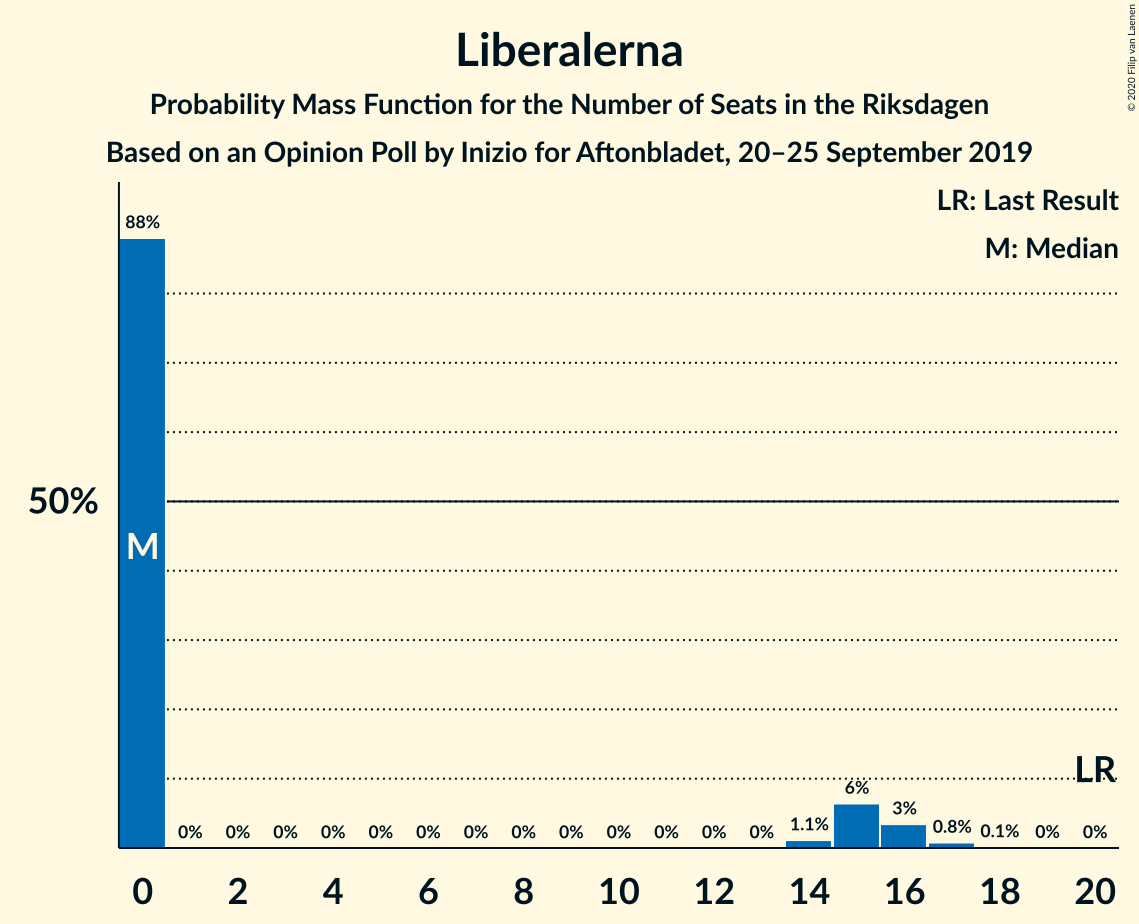 Liberalerna
Probability Mass Function for the Number of Seats in the Riksdagen
Based on an Opinion Poll by Inizio for Aftonbladet, 20–25 September 2019
© 2020 Filip van Laenen
LR: Last Result
M: Median
88%
50%
M
LR
0% 0% 0% 0% 0% 0% 0% 0% 0% 0% 0% 0% 0% 1.1% 6% 3% 0.8% 0.1% 0% 0%
0 2 4 6 8 10 12 14 16 18 20